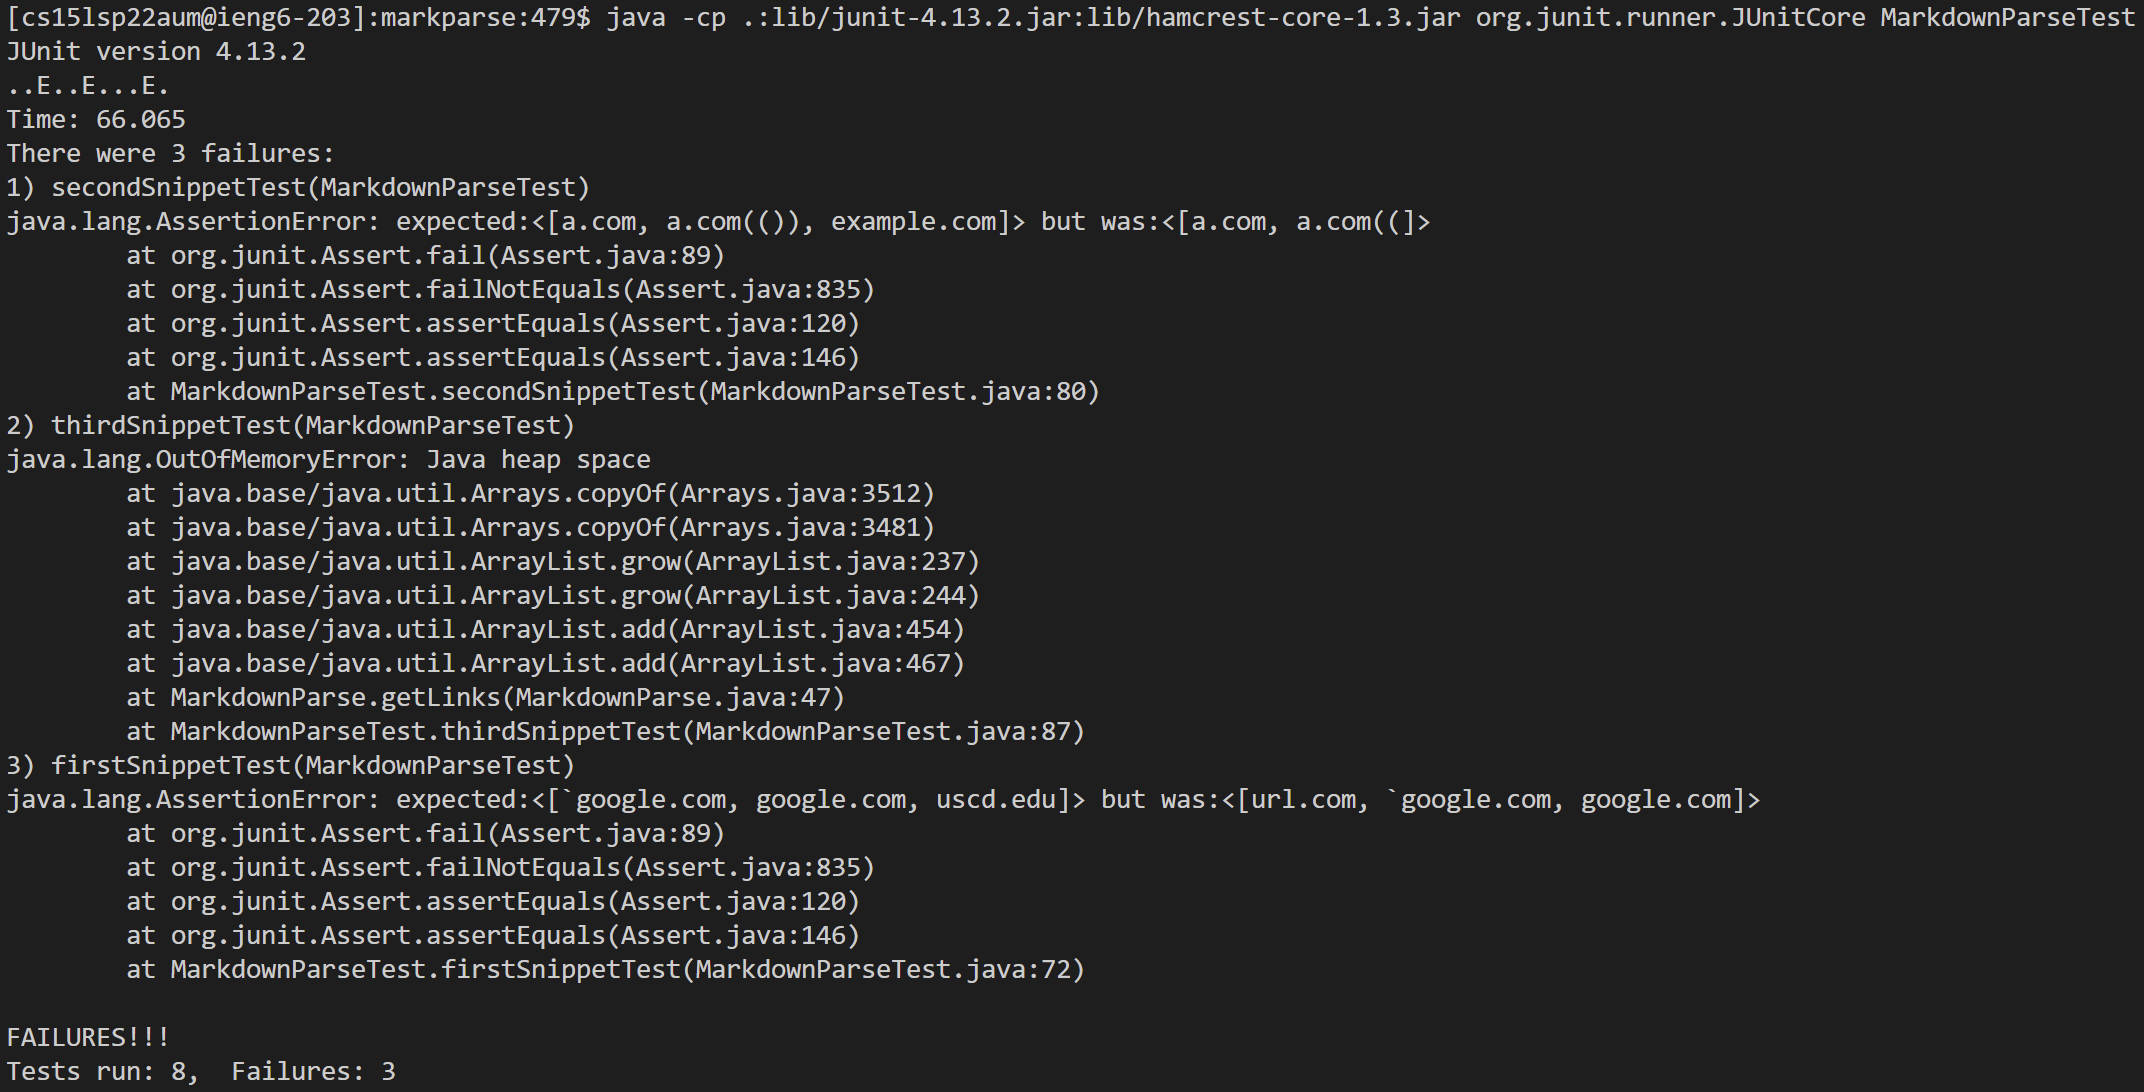 [cs15lsp22aum@ieng6-203]:markparse:479$ java -cp .:lib/junit-4.13.2.jar:lib/hamcrest-core-1.3.jar org.junit.runner.JUnitCore MarkdownParseTest
JUnit version 4.13.2
..E..E...E.
Time: 66.065
There were 3 failures:
1) secondSnippetTest(MarkdownParseTest)
java.lang.AssertionError: expected:<[a.com, a.com(()), example.com]> but was:<[a.com, a.com((]>
        at org.junit.Assert.fail(Assert.java:89)
        at org.junit.Assert.failNotEquals(Assert.java:835)
        at org.junit.Assert.assertEquals(Assert.java:120)
        at org.junit.Assert.assertEquals(Assert.java:146)
        at MarkdownParseTest.secondSnippetTest(MarkdownParseTest.java:80)
2) thirdSnippetTest(MarkdownParseTest)
java.lang.OutOfMemoryError: Java heap space
        at java.base/java.util.Arrays.copyOf(Arrays.java:3512)
        at java.base/java.util.Arrays.copyOf(Arrays.java:3481)
        at java.base/java.util.ArrayList.grow(ArrayList.java:237)
        at java.base/java.util.ArrayList.grow(ArrayList.java:244)
        at java.base/java.util.ArrayList.add(ArrayList.java:454)
        at java.base/java.util.ArrayList.add(ArrayList.java:467)
        at MarkdownParse.getLinks(MarkdownParse.java:47)
        at MarkdownParseTest.thirdSnippetTest(MarkdownParseTest.java:87)
3) firstSnippetTest(MarkdownParseTest)
java.lang.AssertionError: expected:<[`google.com, google.com, uscd.edu]> but was:<[url.com, `google.com, google.com]>
        at org.junit.Assert.fail(Assert.java:89)
        at org.junit.Assert.failNotEquals(Assert.java:835)
        at org.junit.Assert.assertEquals(Assert.java:120)
        at org.junit.Assert.assertEquals(Assert.java:146)
        at MarkdownParseTest.firstSnippetTest(MarkdownParseTest.java:72)

FAILURES!!!
Tests run: 8,  Failures: 3